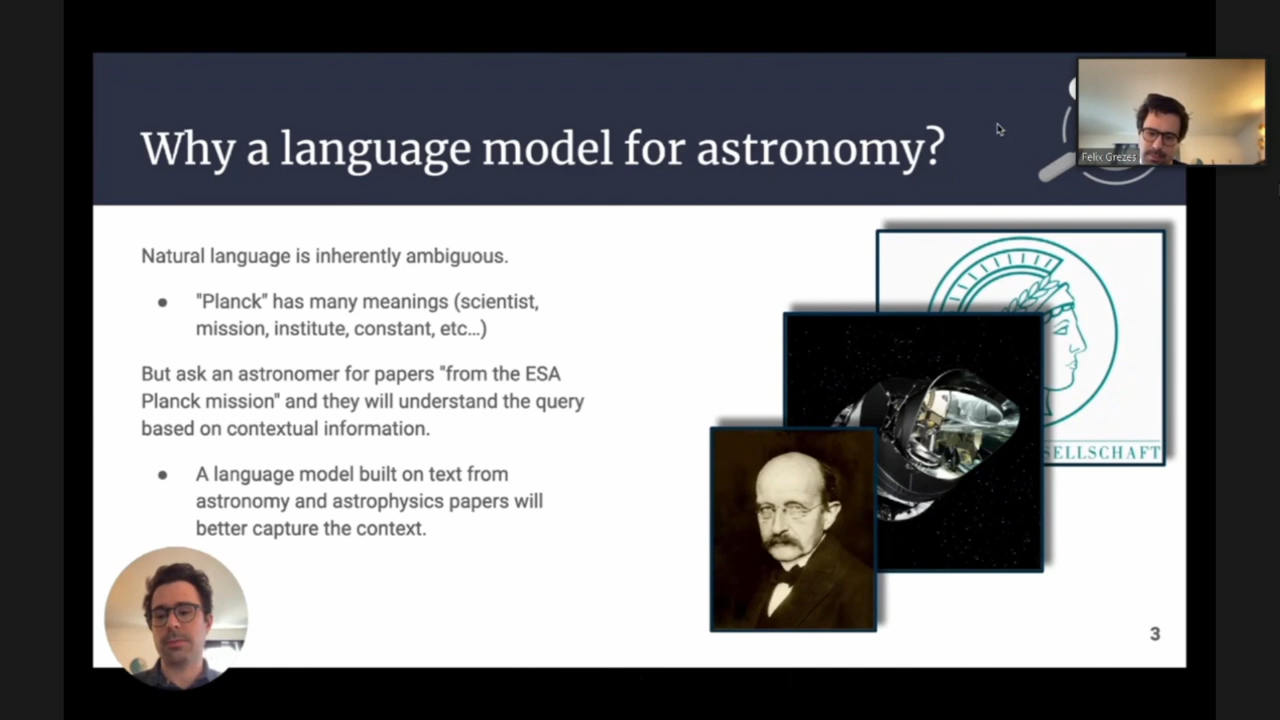 Why a language model for astronomy?
Felix Grezes
Natural language is inherently ambiguous.
● "Planck" has many meanings (scientist,
mission, institute, constant, etc…)
But ask an astronomer for papers "from the ESA
Planck mission" and they will understand the query
based on contextual information.
● A language model built on text from
astronomy and astrophysics papers will
better capture the context.
SELLSCHAFT
3